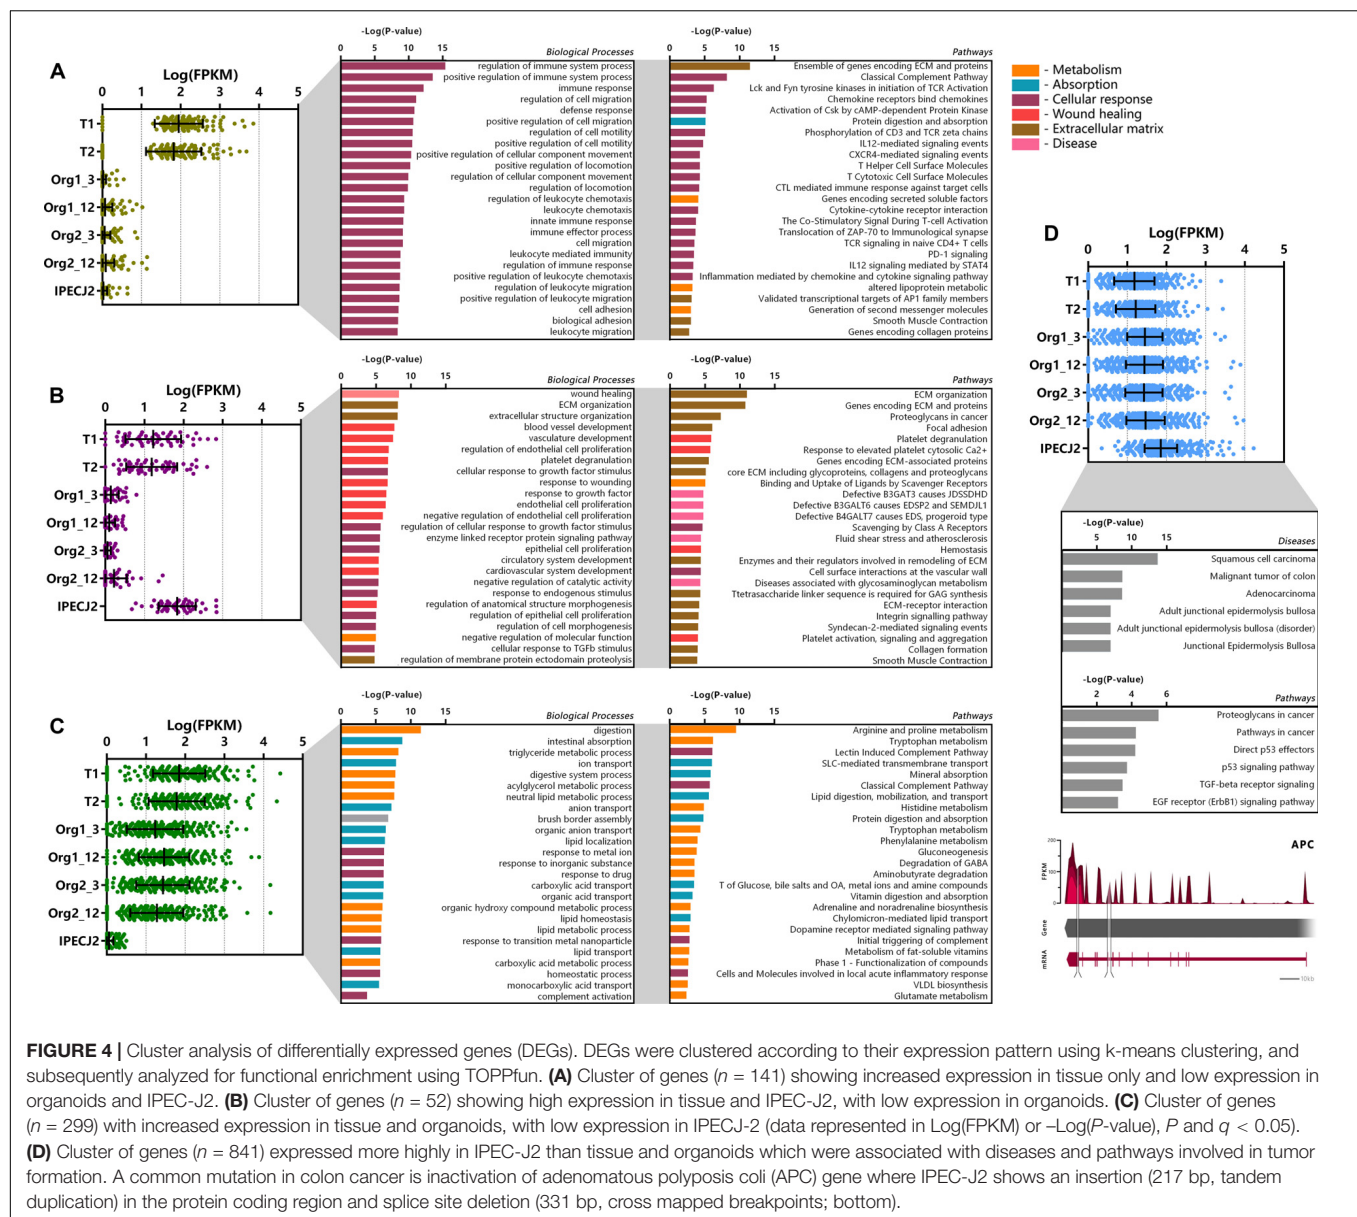 A
Log(FPKM)
0 1 2 3 4 5
T1
T2
Org1_3
Org1_12
Org2_3
Org2_12
IPECJ2
-Log(P-value)
0 5 10 15
Biological Processes
regulation of immune system process
positive regulation of immune system process
immune response
regulation of cell migration
defense response
positive regulation of cell migration
regulation of cell motility
positive regulation of cell motility
positive regulation of cellular component movement
positive regulation of locomotion
regulation of cellular component movement
regulation of locomotion
regulation of leukocyte chemotaxis
leukocyte chemotaxis
innate immune response
immune effector process
cell migration
leukocyte mediated immunity
regulation of immune response
positive regulation of leukocyte chemotaxis
regulation of leukocyte migration
positive regulation of leukocyte migration
cell adhesion
biological adhesion
leukocyte migration
-Log(P-value)
0 5 10 15
Pathways
Ensemble of genes encoding ECM and proteins
Classical Complement Pathway
Lck and Fyn tyrosine kinases in initiation of TCR Activation
Chemokine receptors bind chemokines
Activation of Csk by cAMP-dependent Protein Kinase
Protein digestion and absorption
Phosphorylation of CD3 and TCR zeta chains
IL12-mediated signaling events
CXCR4-mediated signaling events
T Helper Cell Surface Molecules
T Cytotoxic Cell Surface Molecules
CTL mediated immune response against target cells
Genes encoding secreted soluble factors
Cytokine-cytokine receptor interaction
The Co-Stimulatory Signal During T-cell Activation
Translocation of ZAP-70 to Immunological synapse
TCR signaling in naive CD4+ T cells
PD-1 signaling
IL12 signaling mediated by STAT4
Inflammation mediated by chemokine and cytokine signaling pathway
altered lipoprotein metabolic
Validated transcriptional targets of AP1 family members
Generation of second messenger molecules
Smooth Muscle Contraction
Genes encoding collagen proteins
- Metabolism
- Absorption
- Cellular response
- Wound healing
- Extracellular matrix
- Disease
B
Log(FPKM)
0 1 2 3 4 5
T1
T2
Org1_3
Org1_12
Org2_3
Org2_12
IPECJ2
-Log(P-value)
0 5 10 15
Biological Processes
wound healing
ECM organization
extracellular structure organization
blood vessel development
vasculature development
regulation of endothelial cell proliferation
platelet degranulation
cellular response to growth factor stimulus
response to wounding
response to growth factor
endothelial cell proliferation
negative regulation of endothelial cell proliferation
regulation of cellular response to growth factor stimulus
enzyme linked receptor protein signaling pathway
epithelial cell proliferation
circulatory system development
cardiovascular system development
negative regulation of catalytic activity
response to endogenous stimulus
regulation of anatomical structure morphogenesis
regulation of epithelial cell proliferation
regulation of cell morphogenesis
negative regulation of molecular function
cellular response to TGFb stimulus
regulation of membrane protein ectodomain proteolysis
-Log(P-value)
0 5 10 15
Pathways
ECM organization
Genes encoding ECM and proteins
Proteoglycans in cancer
Focal adhesion
Platelet degranulation
Response to elevated platelet cytosolic Ca2+
Genes encoding ECM-associated proteins
core ECM including glycoproteins, collagens and proteoglycans
Binding and Uptake of Ligands by Scavenger Receptors
Defective B3GAT3 causes JDSSDHD
Defective B3GALT6 causes EDSP2 and SEMDJL1
Defective B4GALT7 causes EDS, progeroid type
Scavenging by Class A Receptors
Fluid shear stress and atherosclerosis
Hemostasis
Enzymes and their regulators involved in remodeling of ECM
Cell surface interactions at the vascular wall
Diseases associated with glycosaminoglycan metabolism
Ttetrasaccharide linker sequence is required for GAG synthesis
ECM-receptor interaction
Integrin signalling pathway
Syndecan-2-mediated signaling events
Platelet activation, signaling and aggregation
Collagen formation
Smooth Muscle Contraction
C
Log(FPKM)
0 1 2 3 4 5
T1
T2
Org1_3
Org1_12
Org2_3
Org2_12
IPECJ2
-Log(P-value)
0 5 10 15
Biological Processes
digestion
intestinal absorption
triglyceride metabolic process
ion transport
digestive system process
acylglycerol metabolic process
neutral lipid metabolic process
anion transport
brush border assembly
organic anion transport
lipid localization
response to metal ion
response to inorganic substance
response to drug
carboxylic acid transport
organic acid transport
organic hydroxy compound metabolic process
lipid homeostasis
lipid metabolic process
response to transition metal nanoparticle
lipid transport
carboxylic acid metabolic process
homeostatic process
monocarboxylic acid transport
complement activation
-Log(P-value)
0 5 10 15
Pathways
Arginine and proline metabolism
Tryptophan metabolism
Lectin Induced Complement Pathway
SLC-mediated transmembrane transport
Mineral absorption
Classical Complement Pathway
Lipid digestion, mobilization, and transport
Histidine metabolism
Protein digestion and absorption
Tryptophan metabolism
Phenylalanine metabolism
Gluconeogenesis
Degradation of GABA
Aminobutyrate degradation
T of Glucose, bile salts and OA, metal ions and amine compounds
Vitamin digestion and absorption
Adrenaline and noradrenaline biosynthesis
Chylomicron-mediated lipid transport
Dopamine receptor mediated signaling pathway
Initial triggering of complement
Metabolism of fat-soluble vitamins
Phase 1 - Functionalization of compounds
Cells and Molecules involved in local acute inflammatory response
VLDL biosynthesis
Glutamate metabolism
D
Log(FPKM)
0 1 2 3 4 5
T1
T2
Org1_3
Org1_12
Org2_3
Org2_12
IPECJ2
-Log(P-value)
5 10 15
Diseases
Squamous cell carcinoma
Malignant tumor of colon
Adenocarcinoma
Adult junctional epidermolysis bullosa
Adult junctional epidermolysis bullosa (disorder)
Junctional Epidermolysis Bullosa
-Log(P-value)
2 4 6
Pathways
Proteoglycans in cancer
Pathways in cancer
Direct p53 effectors
p53 signaling pathway
TGF-beta receptor signaling
EGF receptor (ErbB1) signaling pathway
APC
FPKM
200
100
0
Gene
mRNA
10kb
FIGURE 4 | Cluster analysis of differentially expressed genes (DEGs). DEGs were clustered according to their expression pattern using k-means clustering, and
subsequently analyzed for functional enrichment using TOPPfun. (A) Cluster of genes (n = 141) showing increased expression in tissue only and low expression in
organoids and IPEC-J2. (B) Cluster of genes (n = 52) showing high expression in tissue and IPEC-J2, with low expression in organoids. (C) Cluster of genes
(n = 299) with increased expression in tissue and organoids, with low expression in IPECJ-2 (data represented in Log(FPKM) or –Log(P-value), P and q < 0.05).
(D) Cluster of genes (n = 841) expressed more highly in IPEC-J2 than tissue and organoids which were associated with diseases and pathways involved in tumor
formation. A common mutation in colon cancer is inactivation of adenomatous polyposis coli (APC) gene where IPEC-J2 shows an insertion (217 bp, tandem
duplication) in the protein coding region and splice site deletion (331 bp, cross mapped breakpoints; bottom).